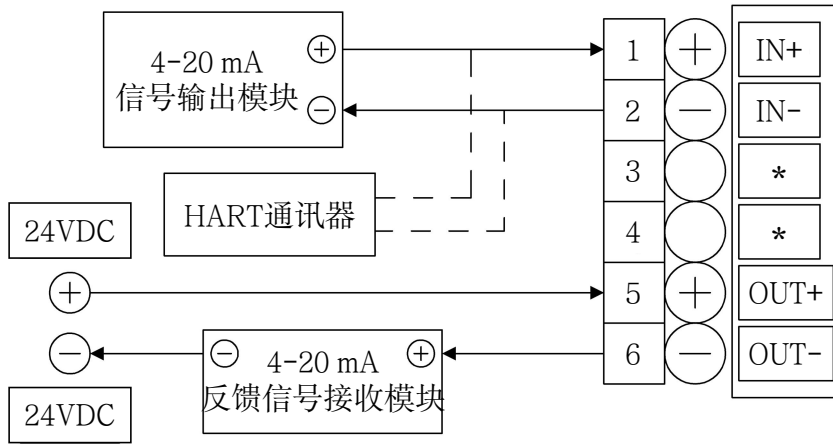 4-20 mA
信号输出模块
HART通讯器
24VDC
4-20 mA
反馈信号接收模块
24VDC
1
IN+
2
IN-
3
*
4
*
5
OUT+
6
OUT-